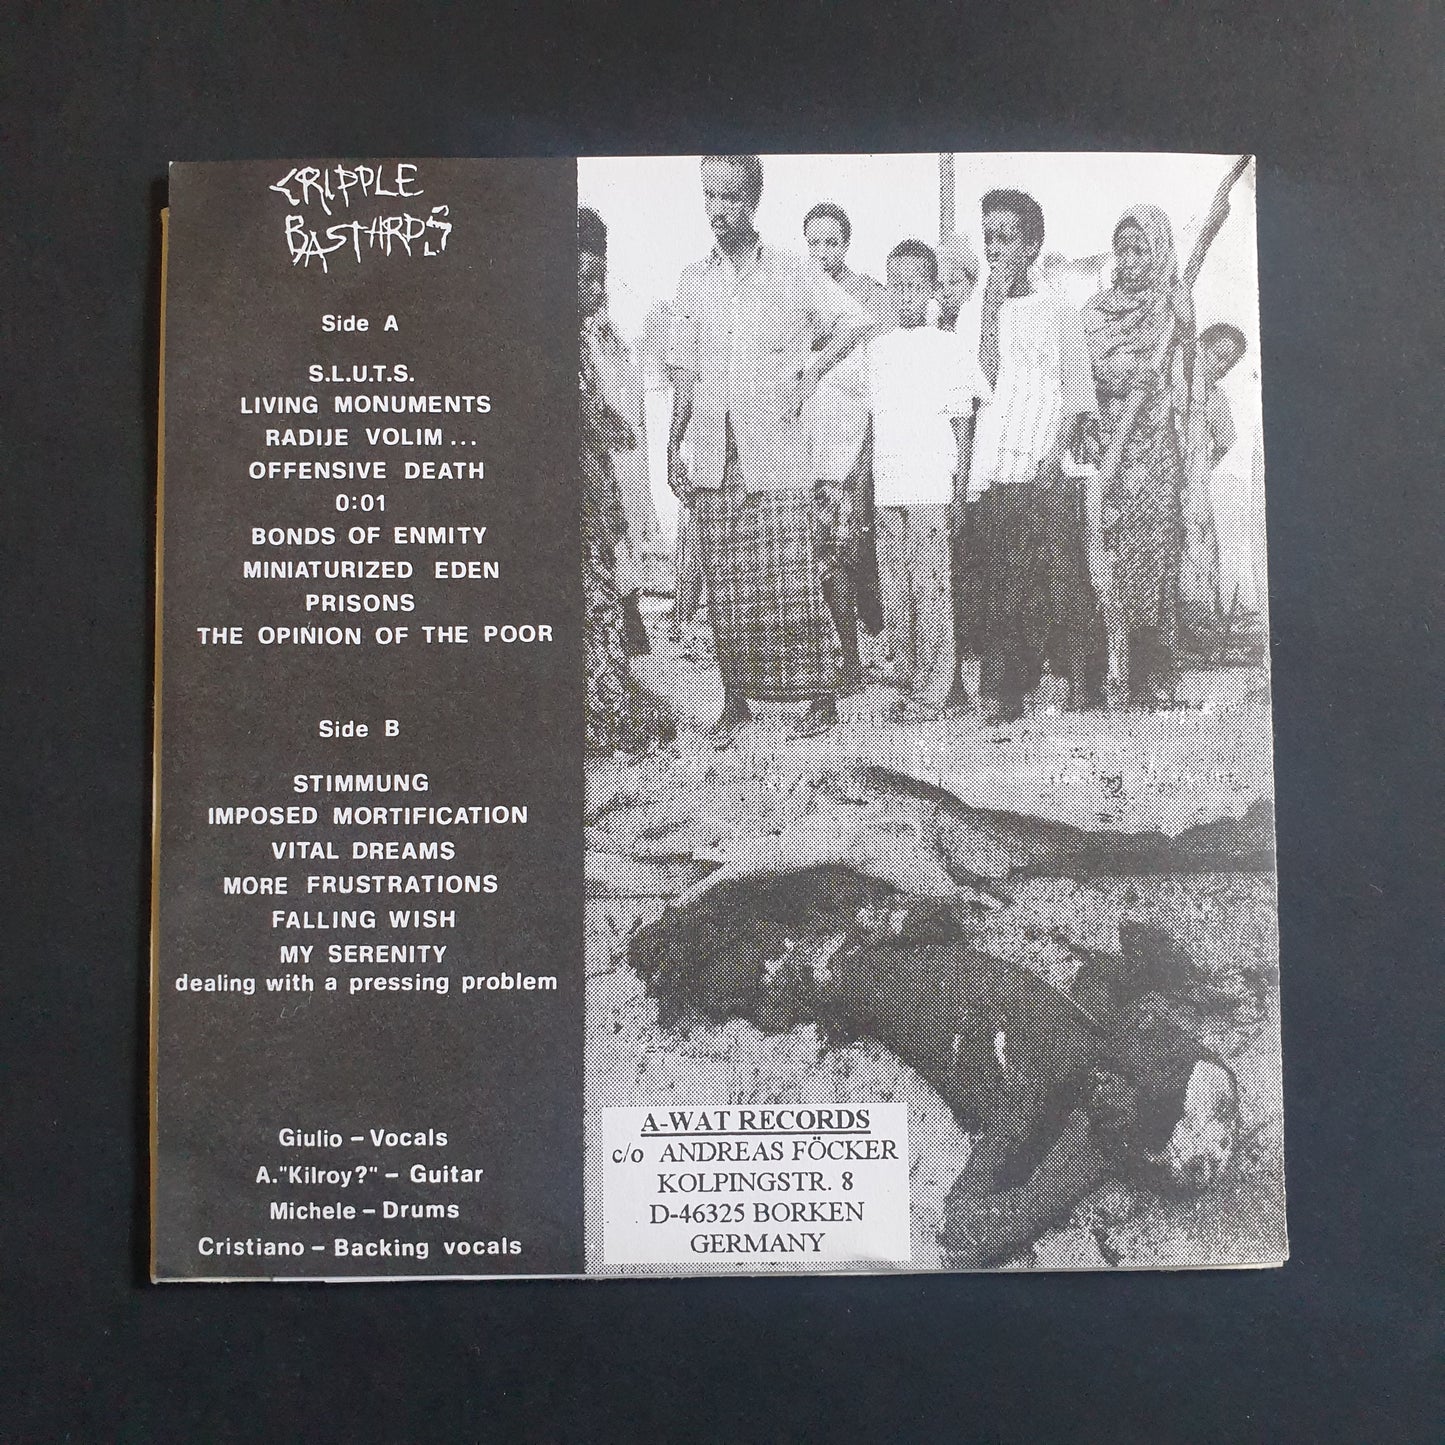 CRIPPLE
BASTARDS
Side A
S.L.U.T.S.
LIVING MONUMENTS
RADIJE VOLIM...
OFFENSIVE DEATH
0:01
BONDS OF ENMITY
MINIATURIZED EDEN
PRISONS
THE OPINION OF THE POOR
Side B
STIMMUNG
IMPOSED MORTIFICATION
VITAL DREAMS
MORE FRUSTRATIONS
FALLING WISH
MY SERENITY
dealing with a pressing problem
Giulio – Vocals
A."Kilroy?" – Guitar
Michele – Drums
Cristiano – Backing vocals
A-WAT RECORDS
c/o ANDREAS FÖCKER
KOLPINGSTR. 8
D-46325 BORKEN
GERMANY